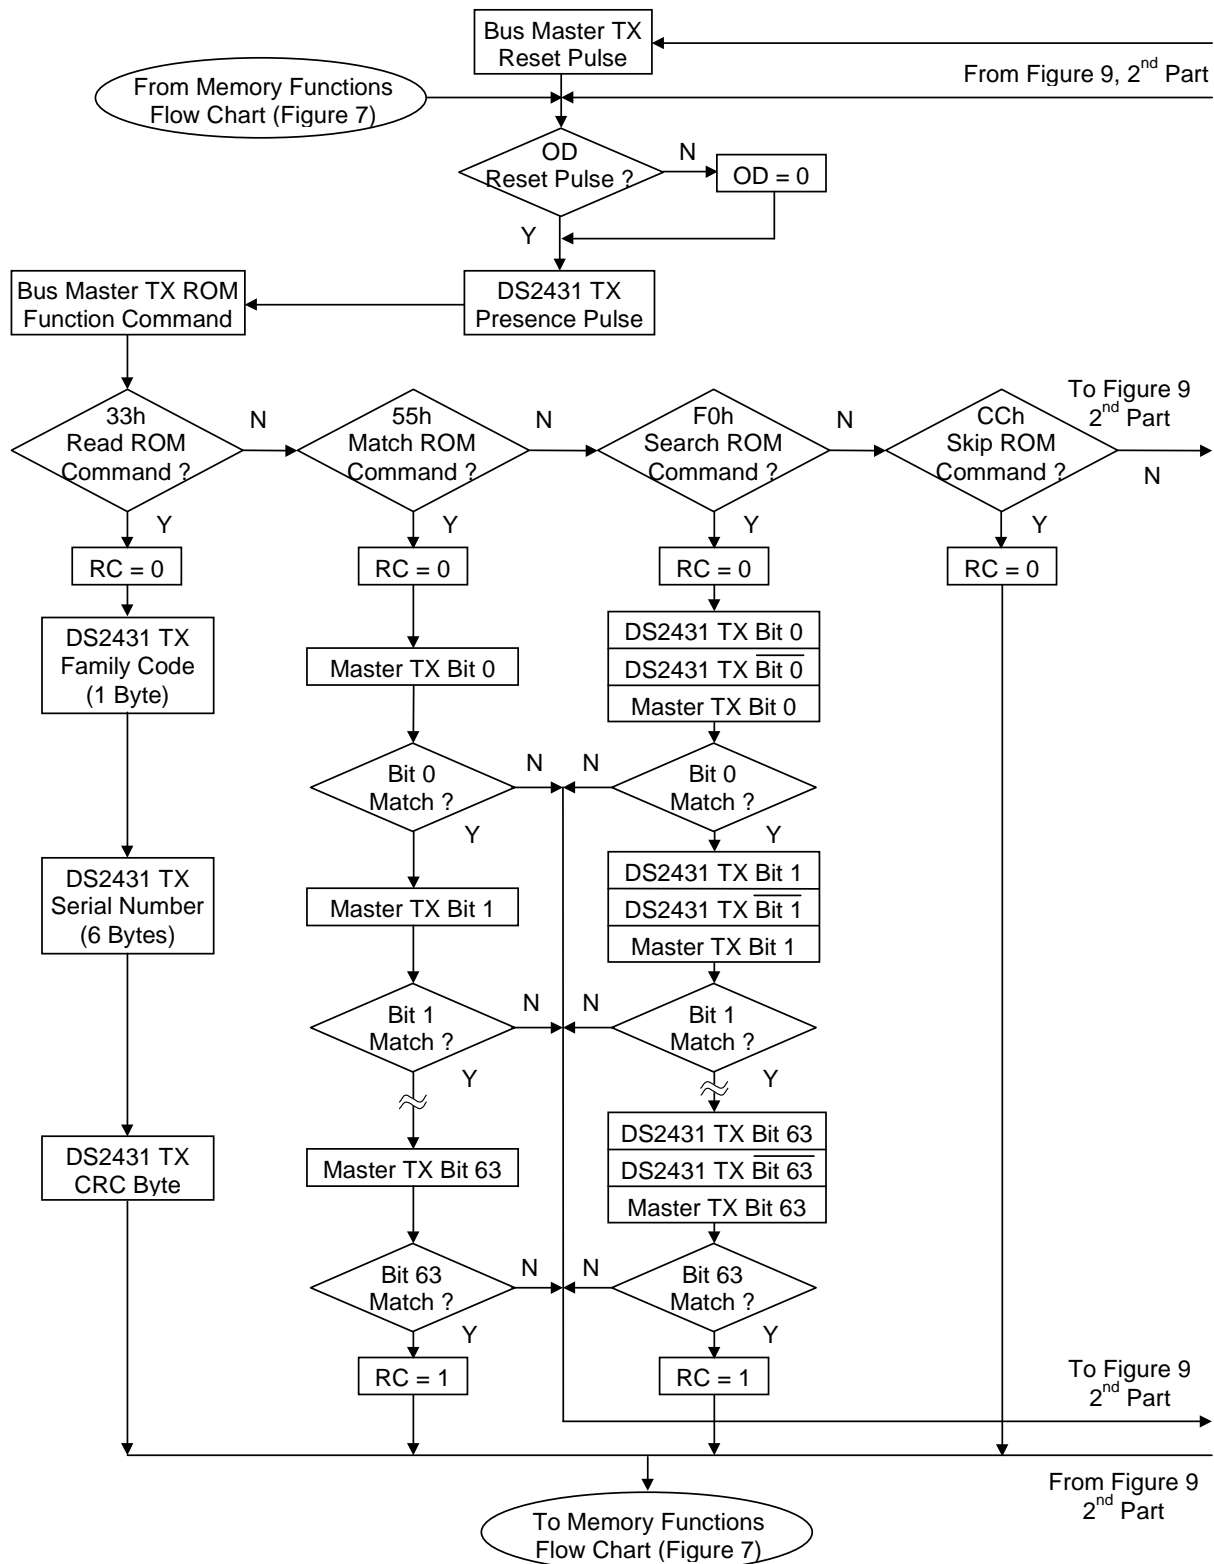 Bus Master TX
Reset Pulse
From Figure 9, 2nd Part
From Memory Functions
Flow Chart (Figure 7)
OD
Reset Pulse ?
N
OD = 0
Y
Bus Master TX ROM
Function Command
DS2431 TX
Presence Pulse
33h
Read ROM
Command ?
N
55h
Match ROM
Command ?
N
F0h
Search ROM
Command ?
N
CCh
Skip ROM
Command ?
To Figure 9
2nd Part
N
Y
Y
Y
Y
RC = 0
RC = 0
RC = 0
RC = 0
DS2431 TX
Family Code
(1 Byte)
Master TX Bit 0
DS2431 TX Bit 0
DS2431 TX Bit 0
Master TX Bit 0
Bit 0
Match ?
N
N
Bit 0
Match ?
Y
Y
DS2431 TX
Serial Number
(6 Bytes)
Master TX Bit 1
DS2431 TX Bit 1
DS2431 TX Bit 1
Master TX Bit 1
Bit 1
Match ?
N
N
Bit 1
Match ?
Y
Y
DS2431 TX
CRC Byte
Master TX Bit 63
DS2431 TX Bit 63
DS2431 TX Bit 63
Master TX Bit 63
Bit 63
Match ?
N
N
Bit 63
Match ?
Y
Y
RC = 1
RC = 1
To Figure 9
2nd Part
From Figure 9
2nd Part
To Memory Functions
Flow Chart (Figure 7)